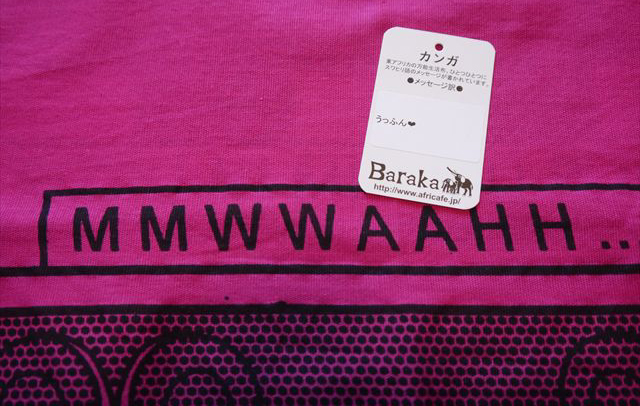 カンガ
東アフリカの万能生活布。ひとつひとつに
スワヒリ語のメッセージが書かれています。
●メッセージ訳●
うっふん❤
Baraka
http://www.africafe.jp/
MMWWAAHH..